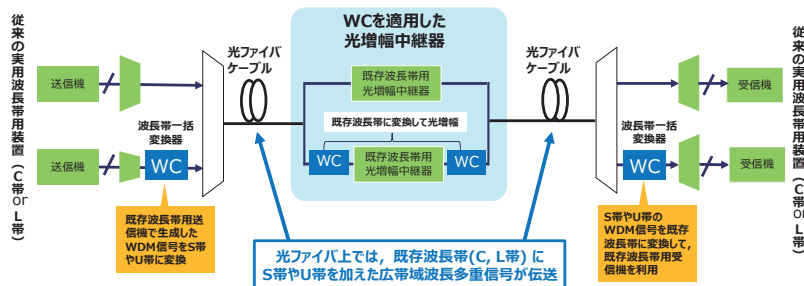 従来の実用波長帯用装置（C帯or L帯）
送信機
送信機
波長帯一括
変換器
WC
既存波長帯用送
信機で生成した
WDM信号をS帯
やU帯に変換
光ファイバ
ケーブル
WCを適用した
光増幅中継器
既存波長帯用
光増幅中継器
既存波長帯に変換して光増幅
WC
既存波長帯用
光増幅中継器
WC
光ファイバ
ケーブル
光ファイバ上では，既存波長帯(C, L帯) に
S帯やU帯を加えた広帯域波長多重信号が伝送
波長帯一括
変換器
WC
S帯やU帯の
WDM信号を既存
波長帯に変換して，
既存波長帯用受
信機を利用
受信機
受信機
従来の実用波長帯用装置（C帯or L帯）